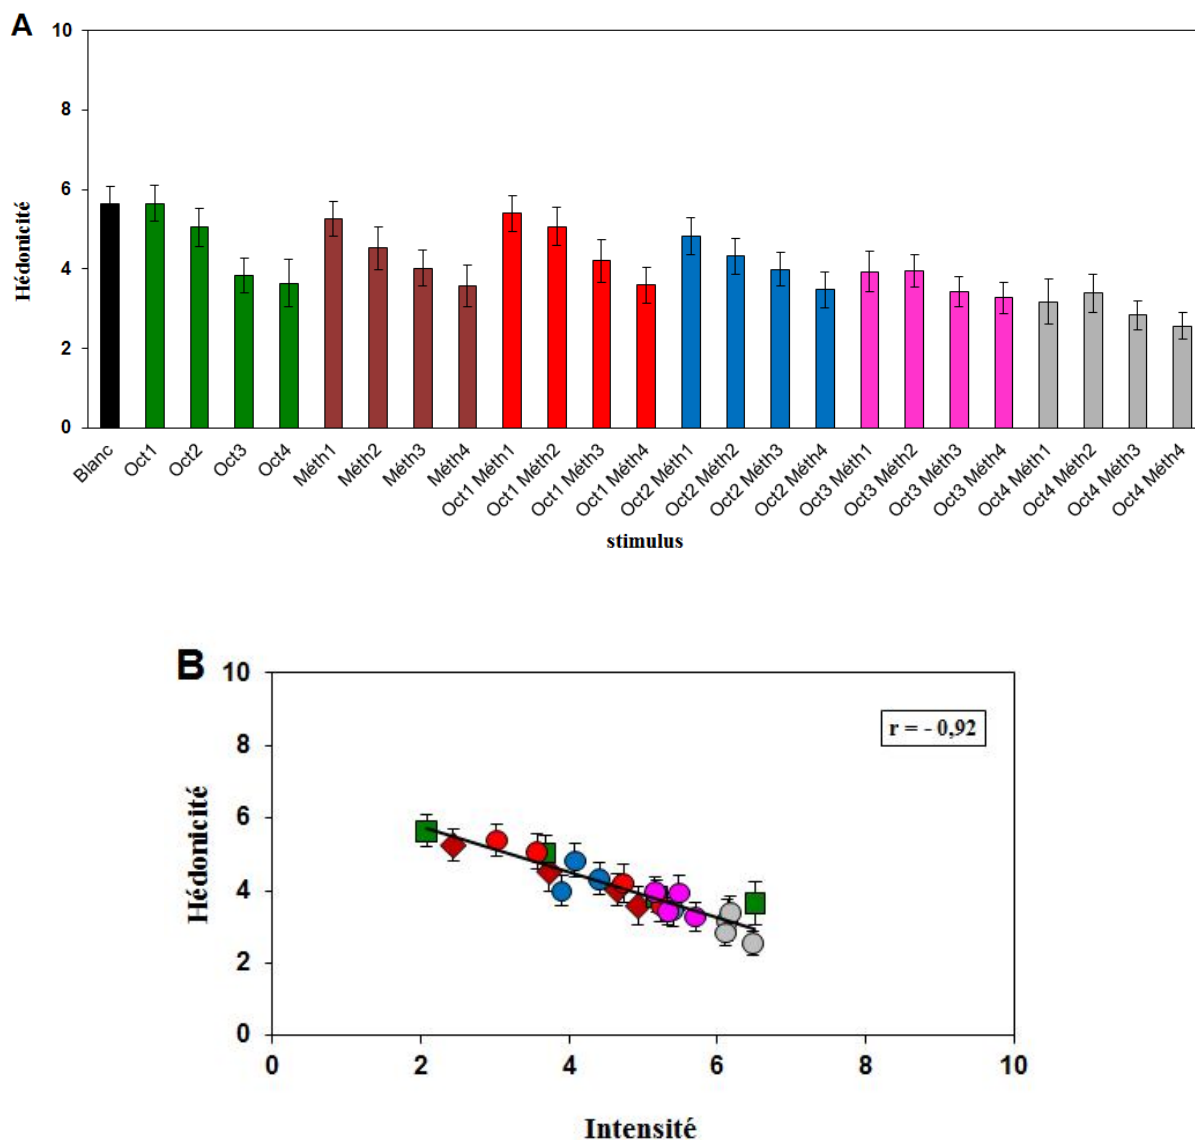 A
10
8
6
4
2
0
Hédonicité
Blanc
Oct1
Oct2
Oct3
Oct4
Méth1
Méth2
Méth3
Méth4
Oct1 Méth1
Oct1 Méth2
Oct1 Méth3
Oct1 Méth4
Oct2 Méth1
Oct2 Méth2
Oct2 Méth3
Oct2 Méth4
Oct3 Méth1
Oct3 Méth2
Oct3 Méth3
Oct3 Méth4
Oct4 Méth1
Oct4 Méth2
Oct4 Méth3
Oct4 Méth4
stimulus
B
10
8
6
4
2
0
Hédonicité
r = - 0,92
0 2 4 6 8 10
Intensité